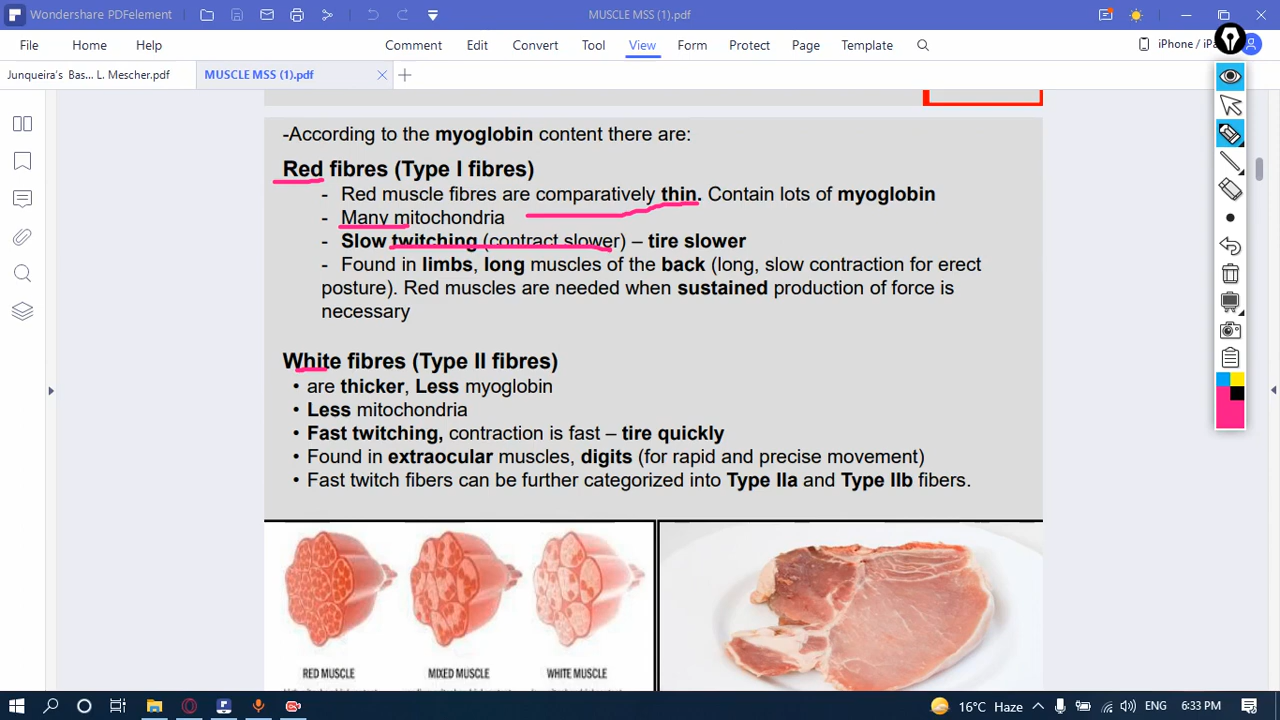 Wondershare PDFelement
MUSCLE MSS (1).pdf
File Home Help Comment Edit Convert Tool View Form Protect Page Template iPhone / iPa
Junqueira's Bas... L. Mescher.pdf MUSCLE MSS (1).pdf
-According to the myoglobin content there are:
Red fibres (Type I fibres)
- Red muscle fibres are comparatively thin. Contain lots of myoglobin
- Many mitochondria
- Slow twitching (contract slower) – tire slower
- Found in limbs, long muscles of the back (long, slow contraction for erect
posture). Red muscles are needed when sustained production of force is
necessary
White fibres (Type II fibres)
• are thicker, Less myoglobin
• Less mitochondria
• Fast twitching, contraction is fast – tire quickly
• Found in extraocular muscles, digits (for rapid and precise movement)
• Fast twitch fibers can be further categorized into Type IIa and Type IIb fibers.
RED MUSCLE MIXED MUSCLE WHITE MUSCLE
16°C Haze ENG 6:33 PM